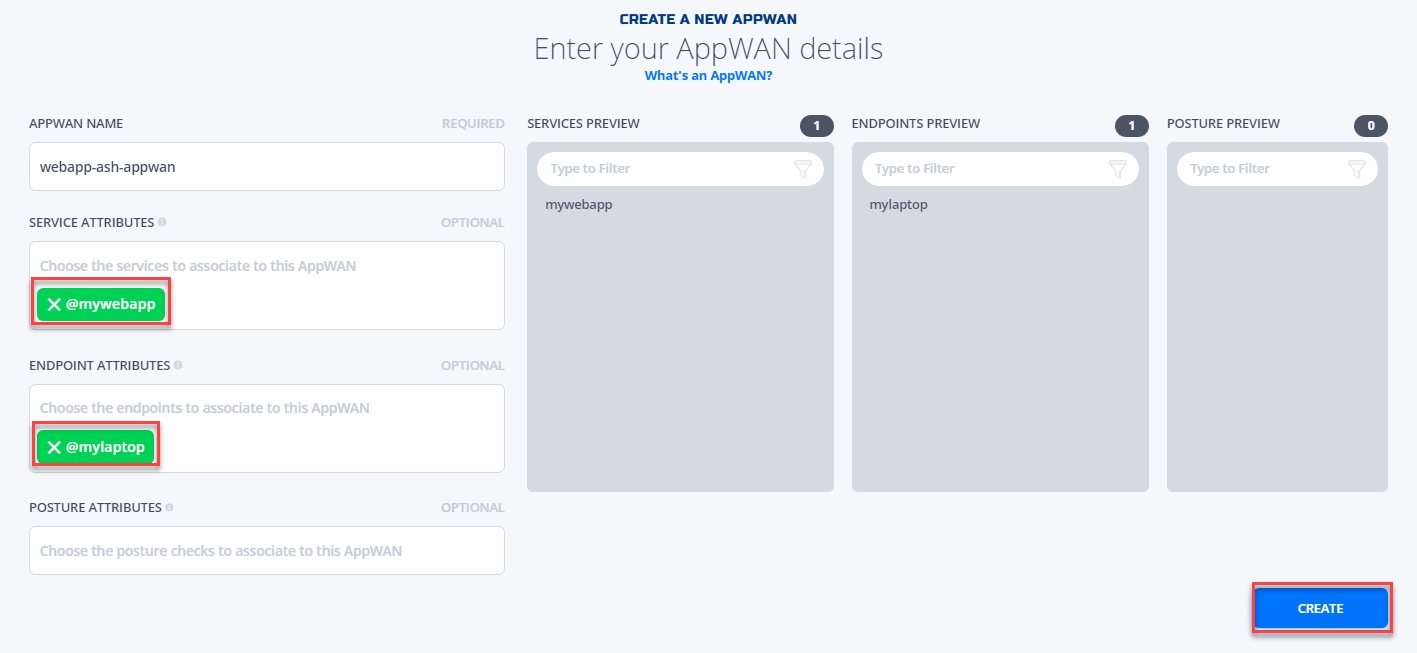 CREATE A NEW APPWAN
Enter your AppWAN details
What's an AppWAN?
APPWAN NAME REQUIRED
webapp-ash-appwan
SERVICE ATTRIBUTES OPTIONAL
Choose the services to associate to this AppWAN
@mywebapp
ENDPOINT ATTRIBUTES OPTIONAL
Choose the endpoints to associate to this AppWAN
@mylaptop
POSTURE ATTRIBUTES OPTIONAL
Choose the posture checks to associate to this AppWAN
SERVICES PREVIEW 1
Type to Filter
mywebapp
ENDPOINTS PREVIEW 1
Type to Filter
mylaptop
POSTURE PREVIEW 0
Type to Filter
CREATE